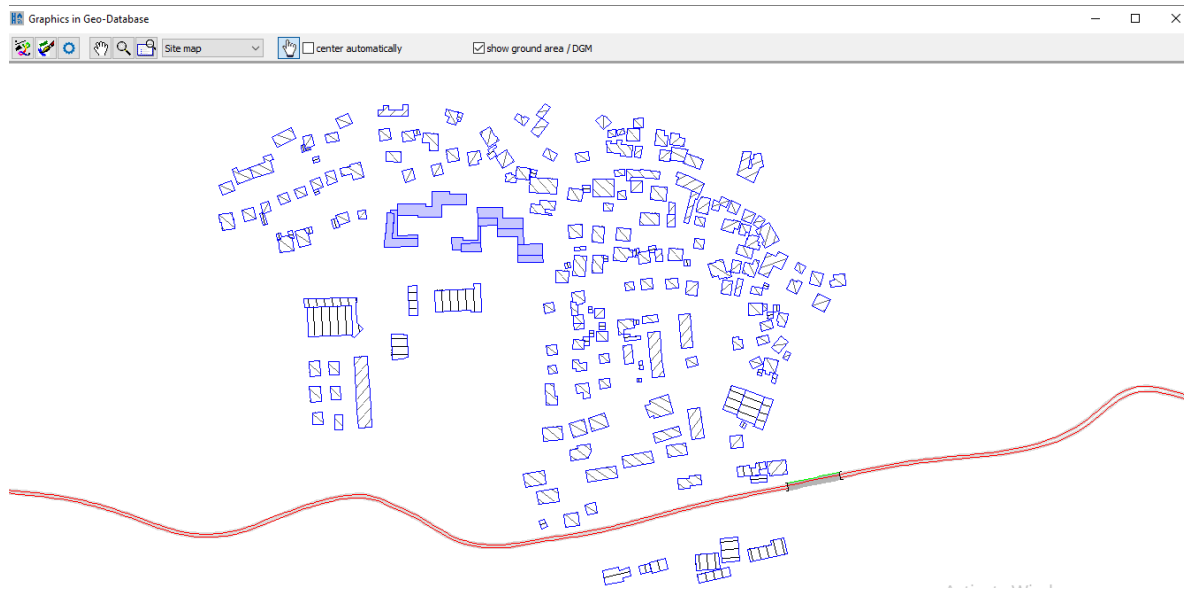 Graphics in Geo-Database
Site map
center automatically
show ground area / DGM